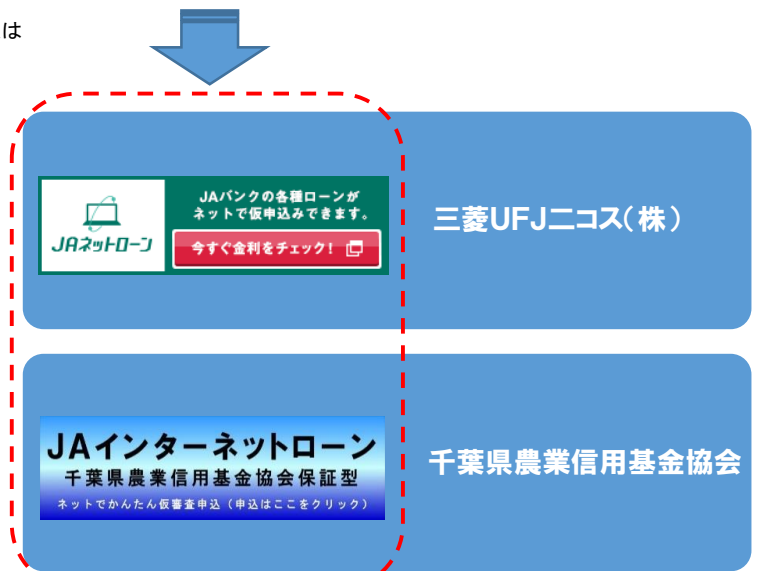 は
JAバンクの各種ローンが
ネットで仮申込みできます。
JAネットローン
今すぐ金利をチェック!
三菱UFJニコス(株)
JAインターネットローン
千葉県農業信用基金協会保証型
ネットでかんたん仮審査申込(申込はここをクリック)
千葉県農業信用基金協会